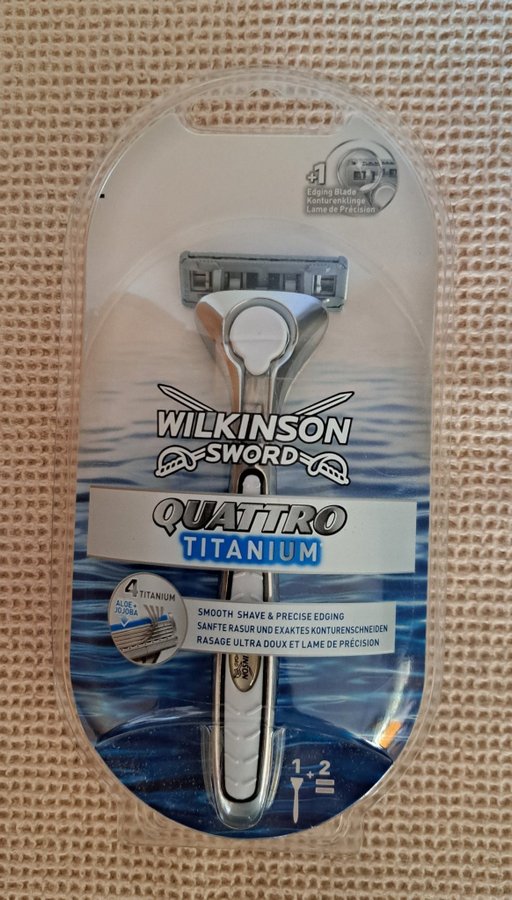 +1
Edging Blade
Konturenklinge
Lame de Précision
WILKINSON
SWORD
QUATTRO
TITANIUM
4 TITANIUM
ALOE +
JOJOBA
SMOOTH SHAVE & PRECISE EDGING
SANFTE RASUR UND EXAKTES KONTURENSCHNEIDEN
RASAGE ULTRA DOUX ET LAME DE PRÉCISION
1 + 2